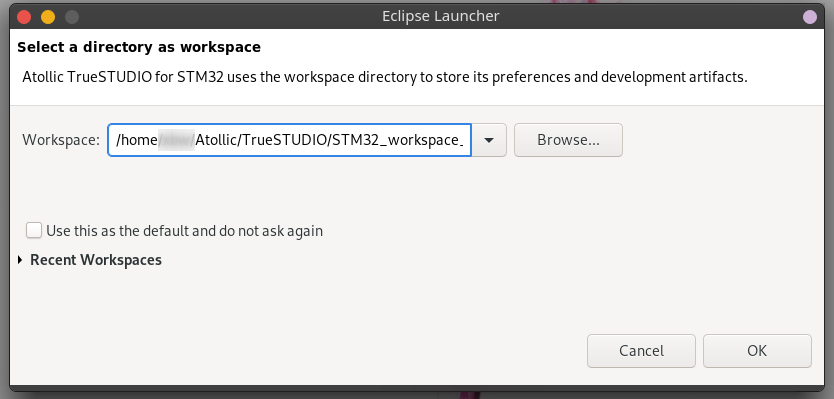 Eclipse Launcher
Select a directory as workspace
Atollic TrueSTUDIO for STM32 uses the workspace directory to store its preferences and development artifacts.
Workspace: /home Atollic/TrueSTUDIO/STM32_workspace_ Browse...
Use this as the default and do not ask again
Recent Workspaces
Cancel OK